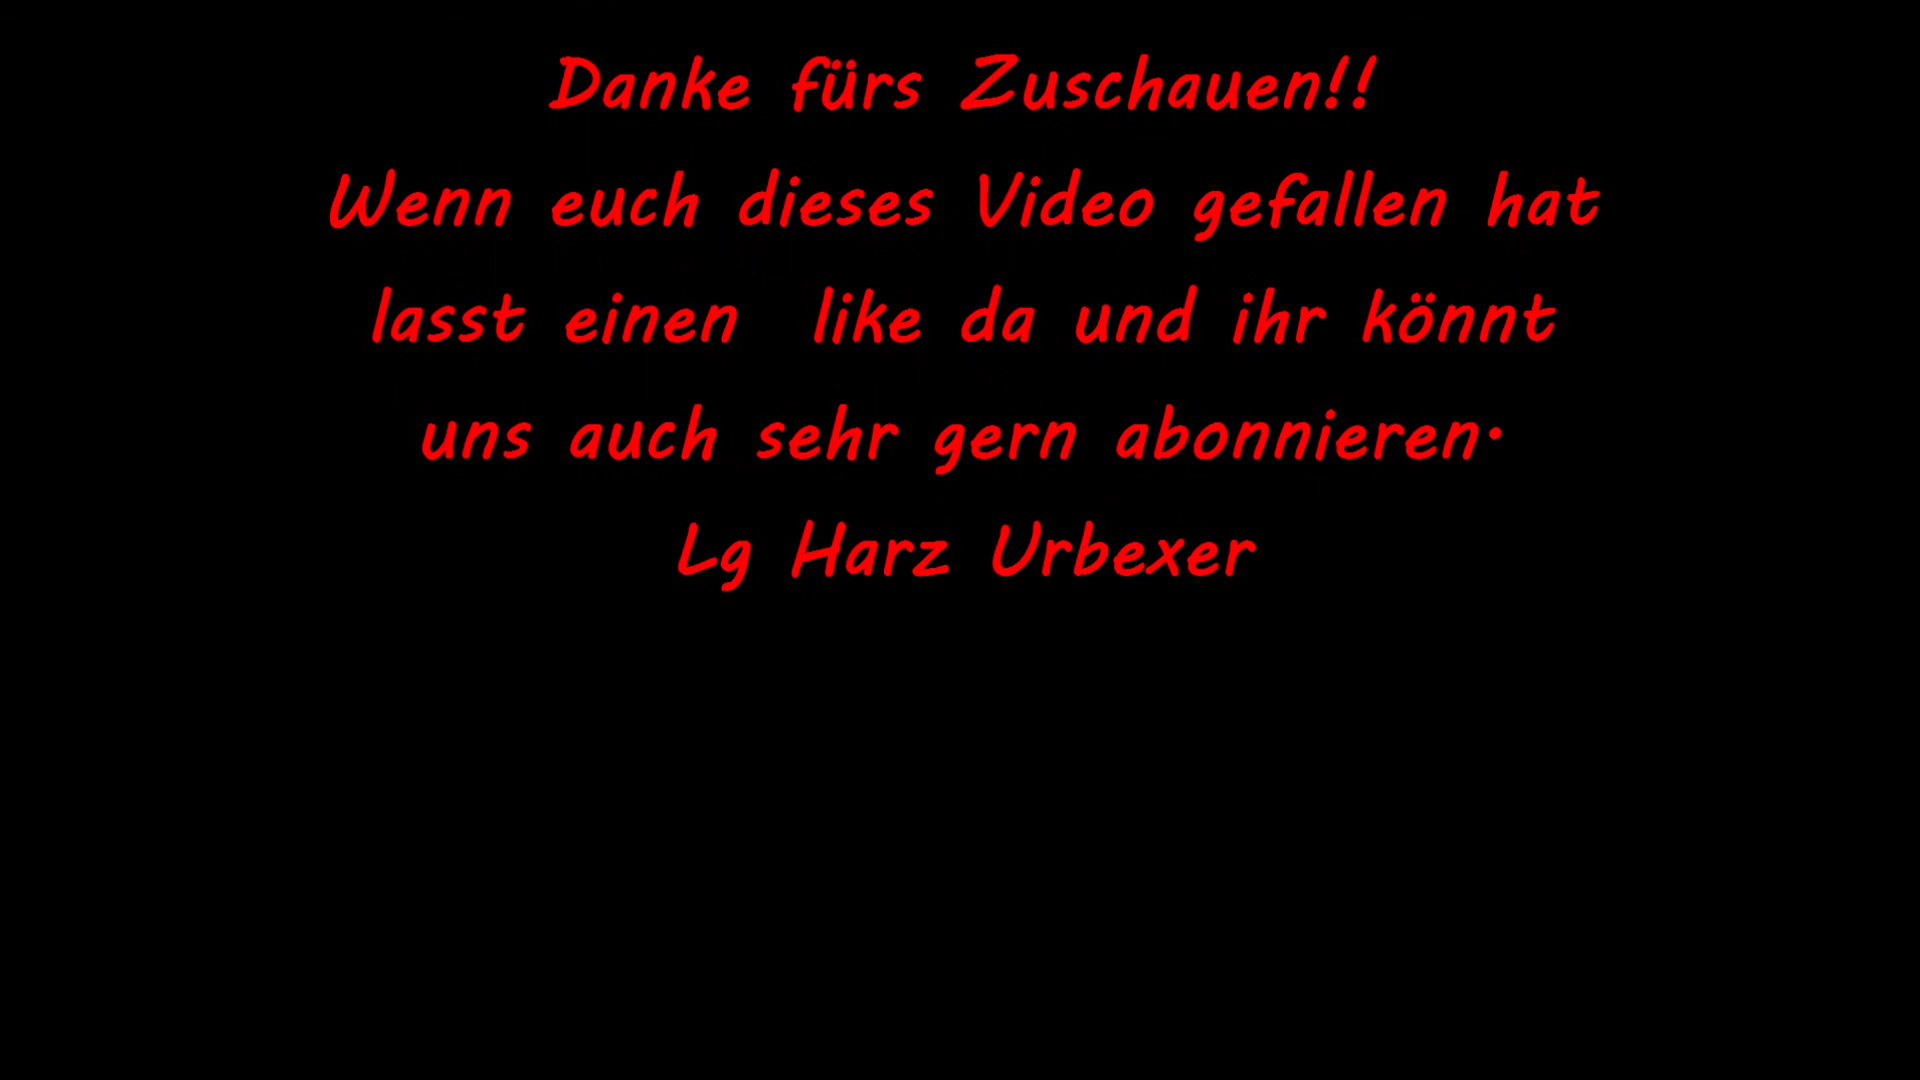 Danke fürs Zuschauen!!
Wenn euch dieses Video gefallen hat
lasst einen  like da und ihr könnt
uns auch sehr gern abonnieren.
Lg Harz Urbexer